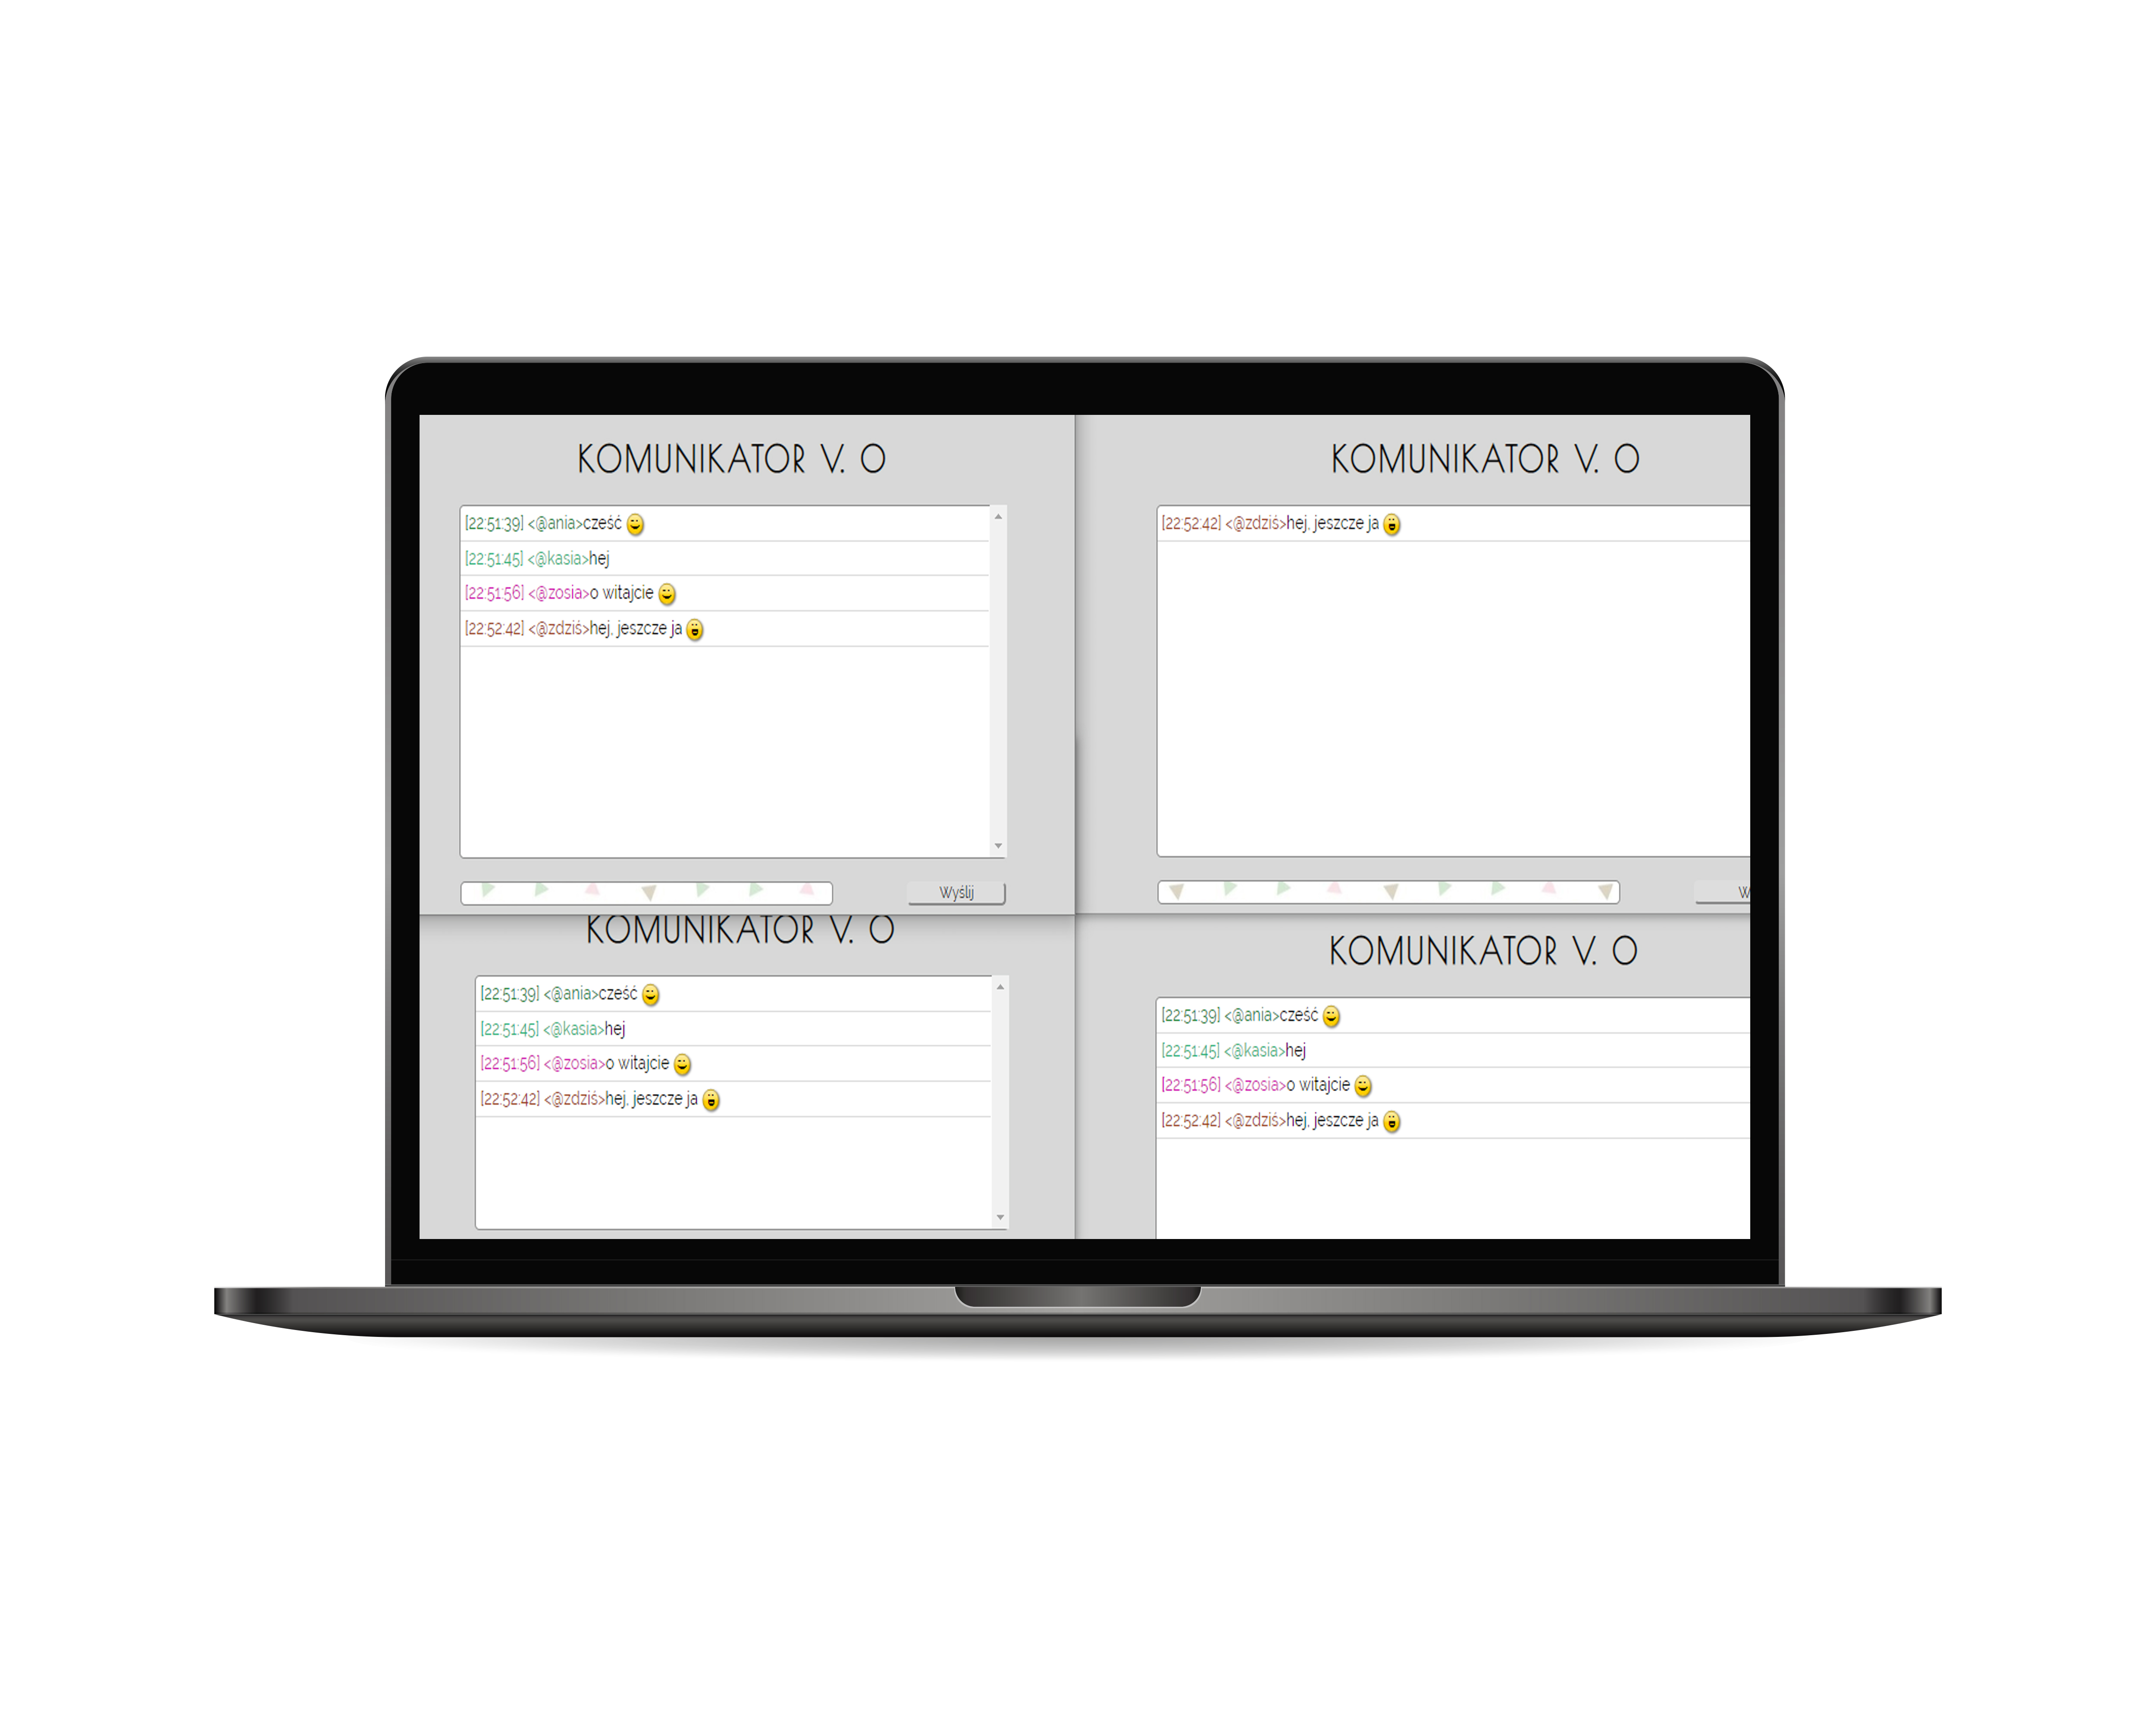 KOMUNIKATOR V. O
[22:51:39] <@ania>cześć
[22:51:45] <@kasia>hej
[22:51:56] <@zosia>o witajcie
[22:52:42] <@zdziś>hej, jeszcze ja
Wyślij
KOMUNIKATOR V. O
[22:52:42] <@zdziś>hej, jeszcze ja
KOMUNIKATOR V. O
[22:51:39] <@ania>cześć
[22:51:45] <@kasia>hej
[22:51:56] <@zosia>o witajcie
[22:52:42] <@zdziś>hej, jeszcze ja
KOMUNIKATOR V. O
[22:51:39] <@ania>cześć
[22:51:45] <@kasia>hej
[22:51:56] <@zosia>o witajcie
[22:52:42] <@zdziś>hej, jeszcze ja